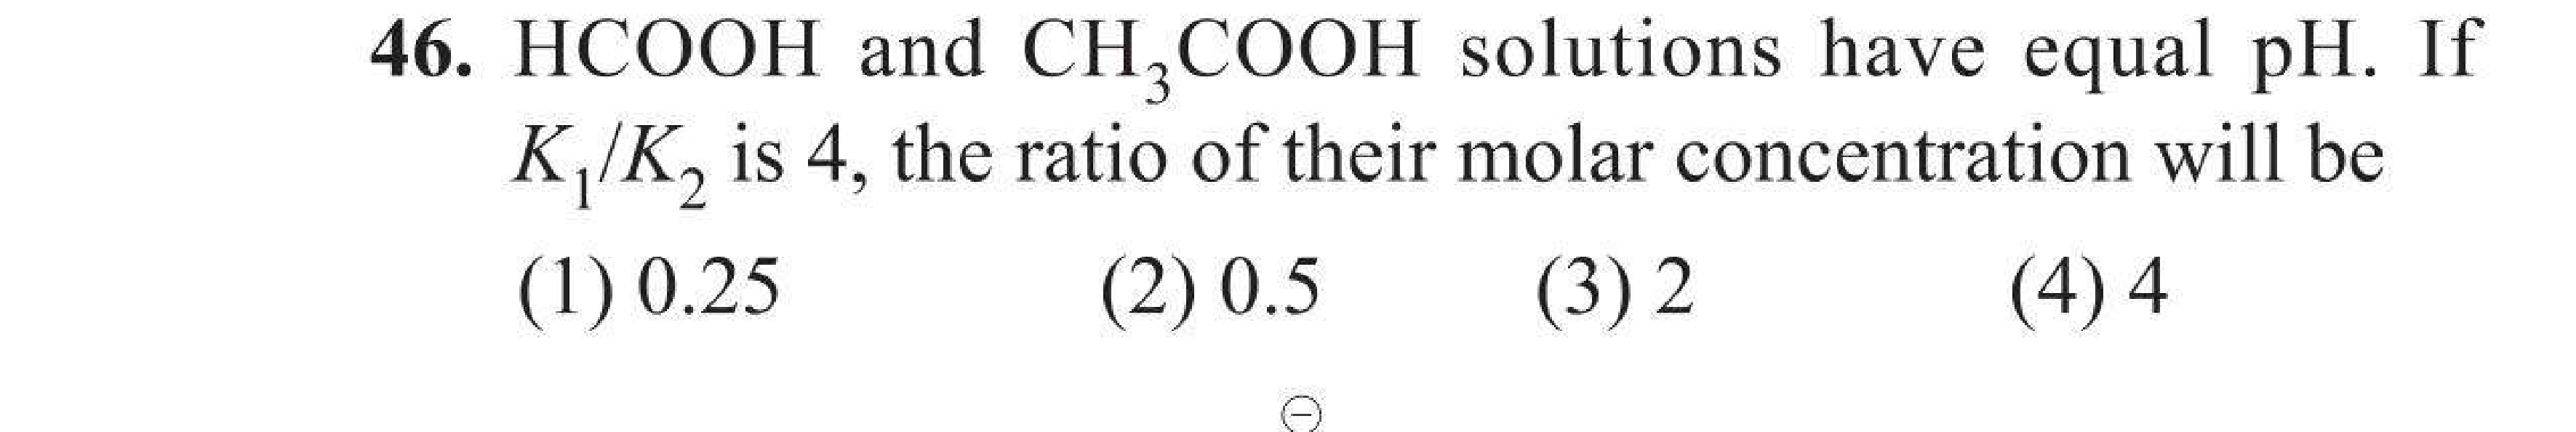 46. HCOOH and CH₃COOH solutions have equal pH. If
K₁/K₂ is 4, the ratio of their molar concentration will be
(1) 0.25 (2) 0.5 (3) 2 (4) 4
⊖